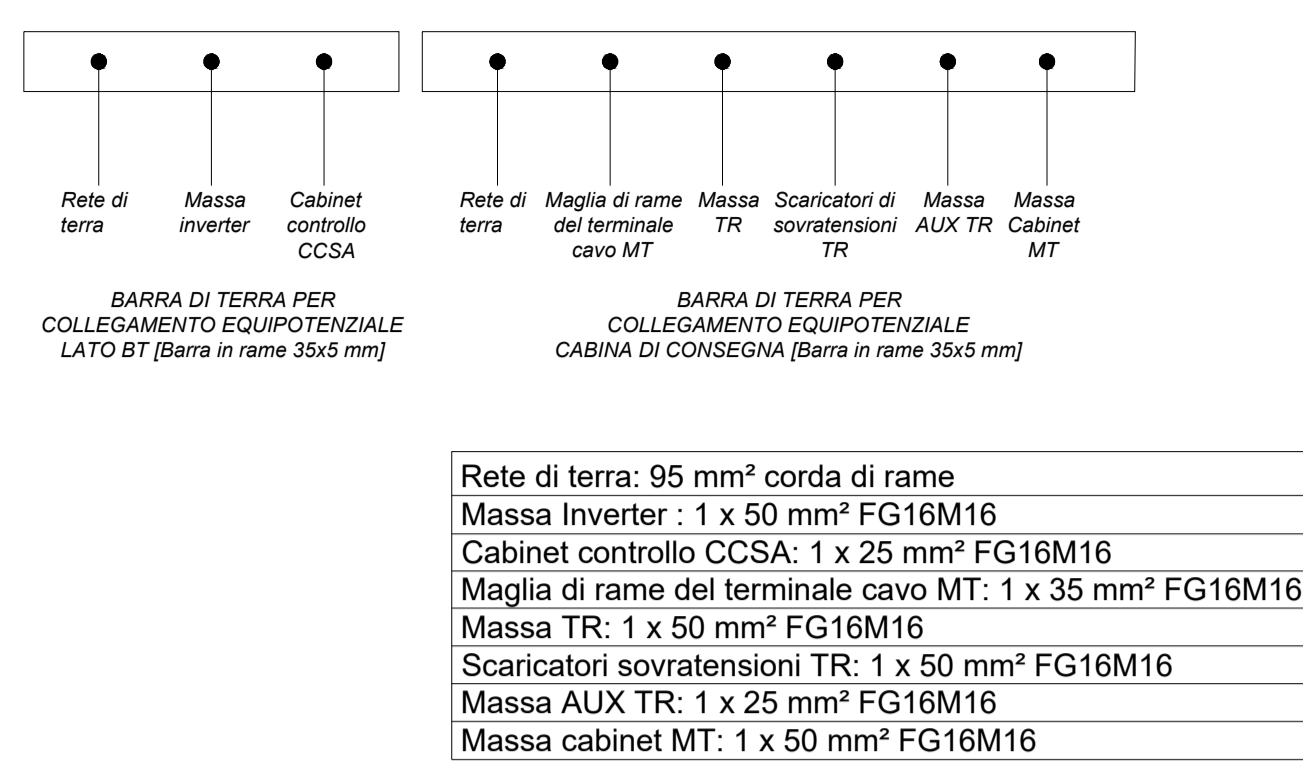 Rete di
terra
Massa
inverter
Cabinet
controllo
CCSA
BARRA DI TERRA PER
COLLEGAMENTO EQUIPOTENZIALE
LATO BT [Barra in rame 35x5 mm]
Rete di
terra
Maglia di rame
del terminale
cavo MT
Massa
TR
Scaricatori di
sovratensioni
TR
Massa
AUX TR
Massa
Cabinet
MT
BARRA DI TERRA PER
COLLEGAMENTO EQUIPOTENZIALE
CABINA DI CONSEGNA [Barra in rame 35x5 mm]
Rete di terra: 95 mm² corda di rame
Massa Inverter : 1 x 50 mm² FG16M16
Cabinet controllo CCSA: 1 x 25 mm² FG16M16
Maglia di rame del terminale cavo MT: 1 x 35 mm² FG16M16
Massa TR: 1 x 50 mm² FG16M16
Scaricatori sovratensioni TR: 1 x 50 mm² FG16M16
Massa AUX TR: 1 x 25 mm² FG16M16
Massa cabinet MT: 1 x 50 mm² FG16M16